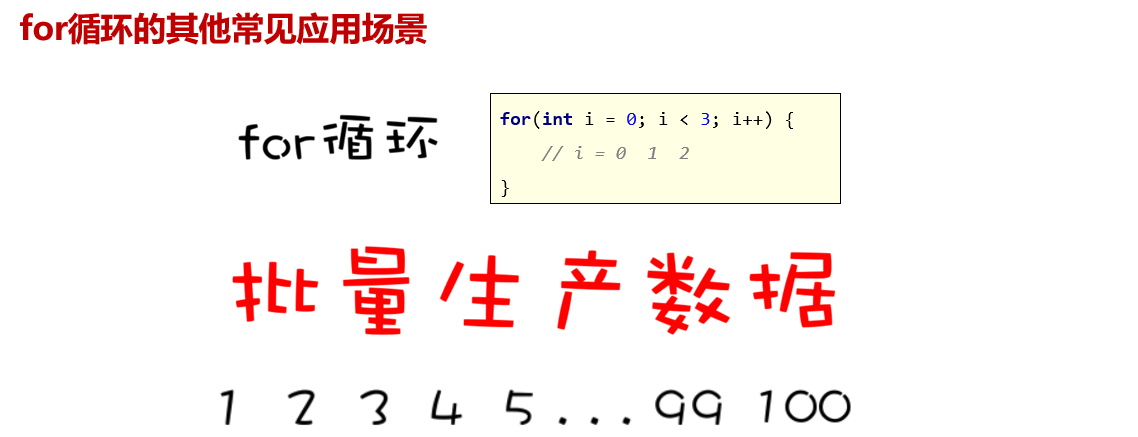 for循环的其他常见应用场景
for循环
for(int i = 0; i < 3; i++) {
// i = 0 1 2
}
批量生产数据
1 2 3 4 5 . . . 99 100